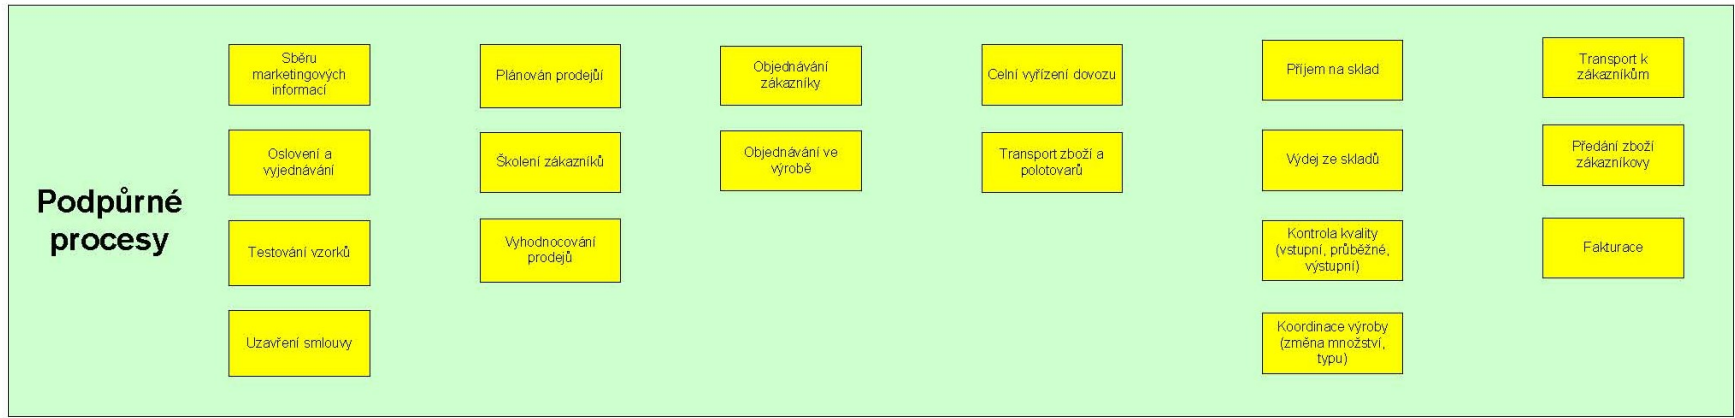 Podpůrné
procesy
Sběru
marketingových
informací
Oslovení a
vyjednávání
Testování vzorků
Uzavření smlouvy
Plánován prodejůí
Školení zákazníků
Vyhodnocování
prodejů
Objednávání
zákazníky
Objednávání ve
výrobě
Celní vyřízení dovozu
Transport zboží a
polotovarů
Příjem na sklad
Výdej ze skladů
Kontrola kvality
(vstupní, průběžné,
výstupní)
Koordinace výroby
(změna množství,
typu)
Transport k
zákazníkům
Předání zboží
zákazníkovy
Fakturace